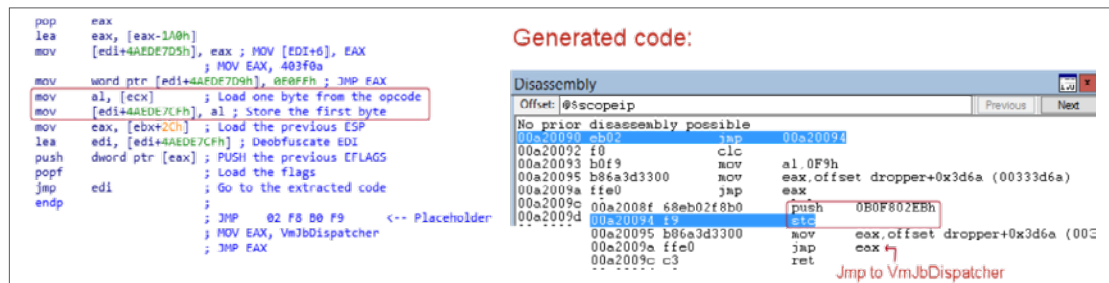 pop eax
lea eax, [eax-1A0h]
mov [edi+4AEDE7D5h], eax ; MOV [EDI+6], EAX
; MOV EAX, 403f0a
mov word ptr [edi+4AEDE7D9h], 0E0FFh ; JMP EAX
mov al, [ecx] ; Load one byte from the opcode
mov [edi+4AEDE7CFh], al ; Store the first byte
mov eax, [ebx+2Ch] ; Load the previous ESP
lea edi, [edi+4AEDE7CFh] ; Deobfuscate EDI
push dword ptr [eax] ; PUSH the previous EFLAGS
popf ; Load the flags
jmp edi ; Go to the extracted code
endp ;
; JMP 02 F8 B0 F9 <-- Placeholder
; MOV EAX, VmJbDispatcher
; JMP EAX
Generated code:
Disassembly
Offset: @$scopeip
Previous Next
No prior disassembly possible
00a20090 eb02 jmp 00a20094
00a20092 f0 clc
00a20093 b0f9 mov al,0F9h
00a20095 b86a3d3300 mov eax,offset dropper+0x3d6a (00333d6a)
00a2009a ffe0 jmp eax
00a2009c
00a2008f 68eb02f8b0 push 0B0F802EBh
00a2009d
00a20094 f9 stc
00a20095 b86a3d3300 mov eax,offset dropper+0x3d6a (003
00a2009a ffe0 jmp eax
00a2009c c3 ret
Jmp to VmJbDispatcher